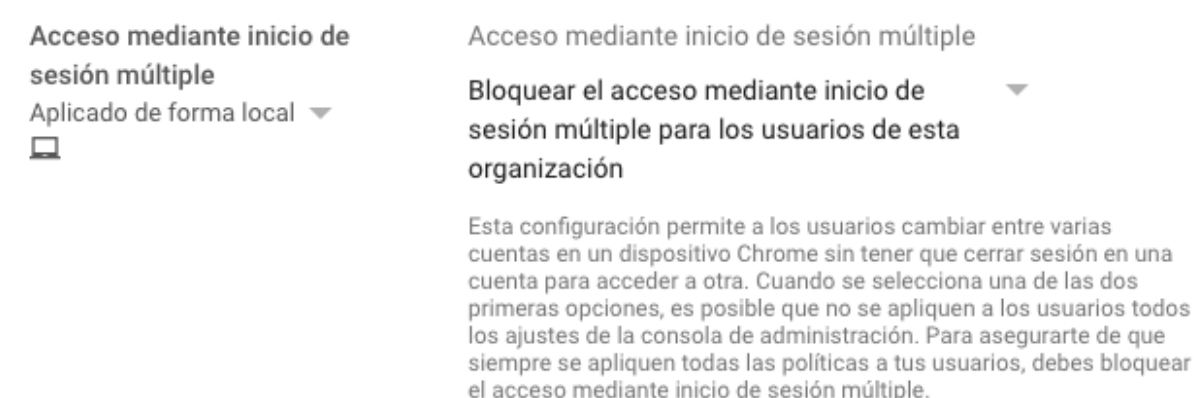 Acceso mediante inicio de
sesión múltiple
Aplicado de forma local
Acceso mediante inicio de sesión múltiple
Bloquear el acceso mediante inicio de
sesión múltiple para los usuarios de esta
organización
Esta configuración permite a los usuarios cambiar entre varias
cuentas en un dispositivo Chrome sin tener que cerrar sesión en una
cuenta para acceder a otra. Cuando se selecciona una de las dos
primeras opciones, es posible que no se apliquen a los usuarios todos
los ajustes de la consola de administración. Para asegurarte de que
siempre se apliquen todas las políticas a tus usuarios, debes bloquear
el acceso mediante inicio de sesión múltiple.